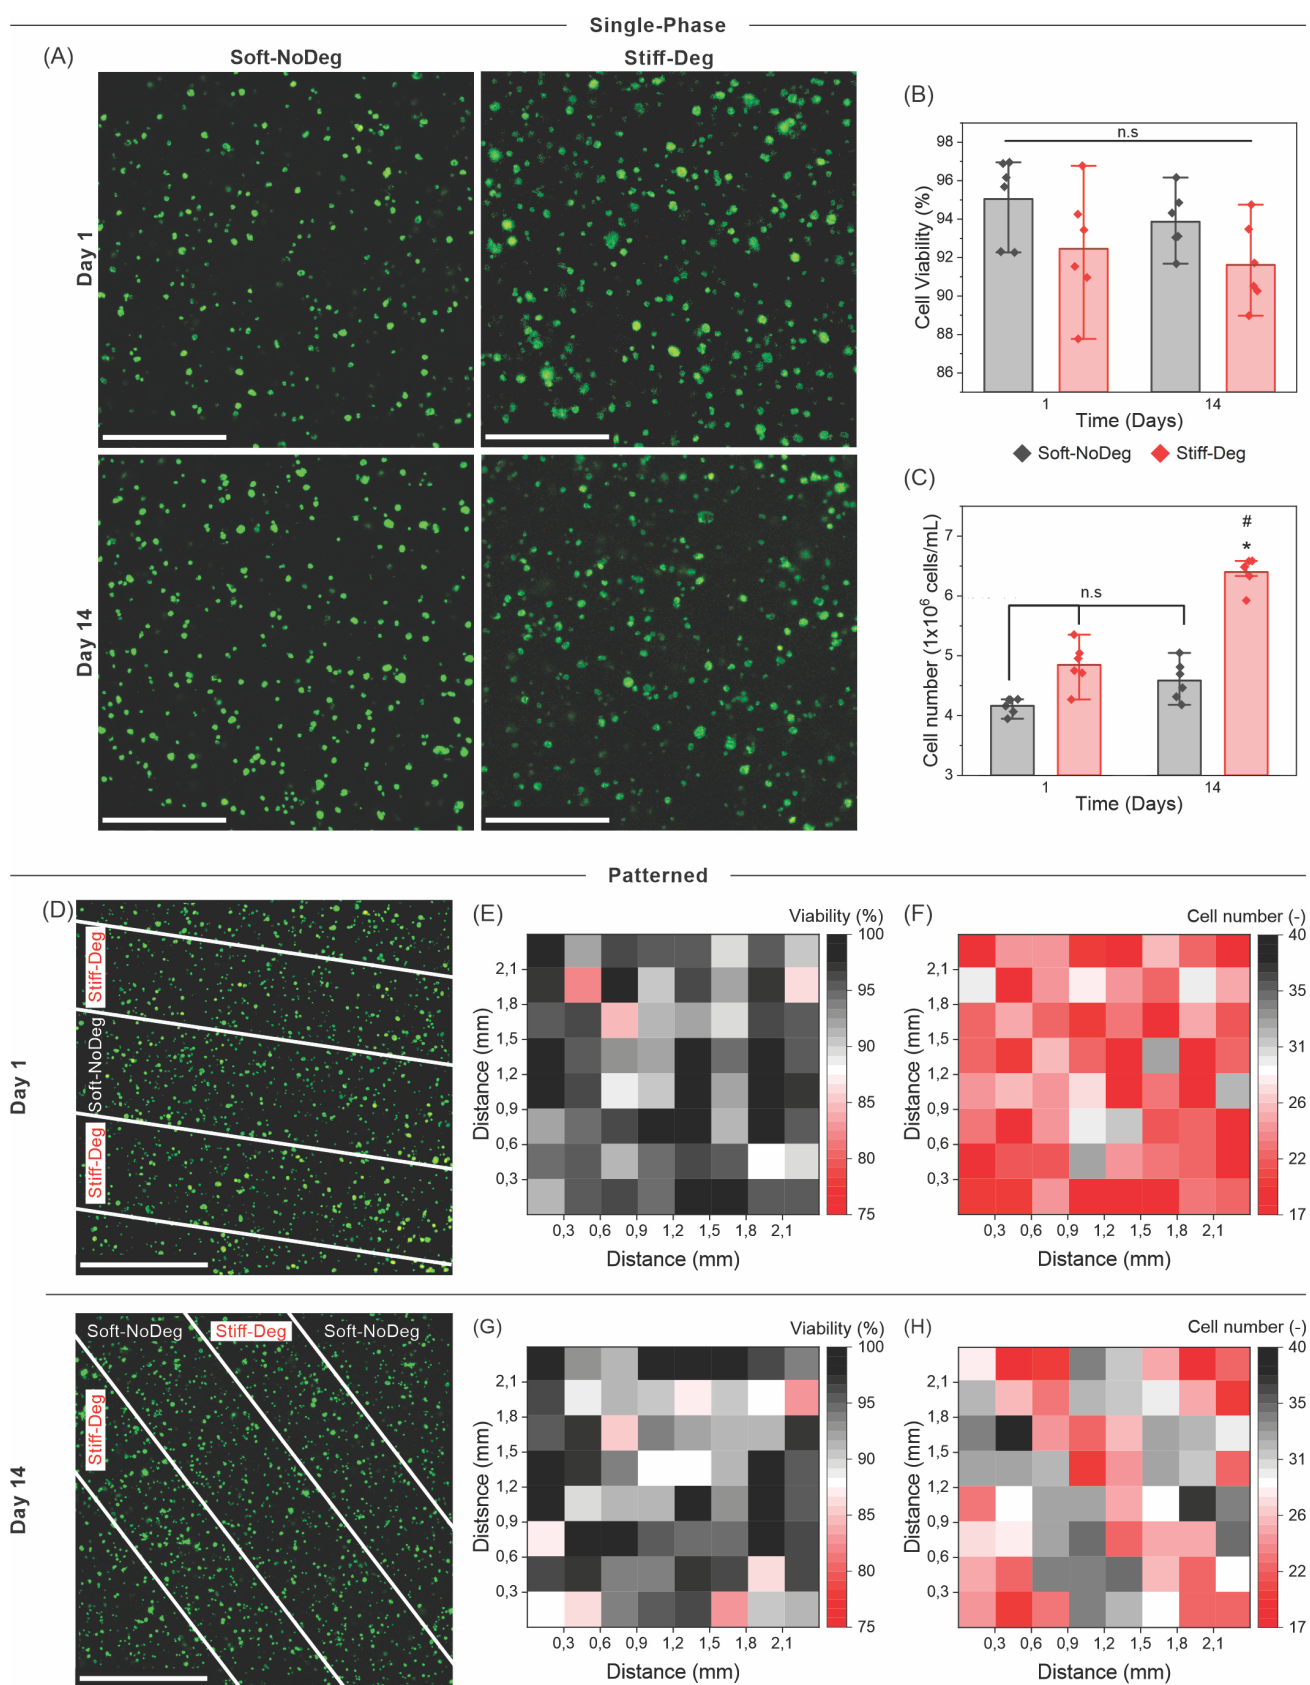 Single-Phase
(A)
Soft-NoDeg
Stiff-Deg
Day 1
Day 14
(B)
n.s
98
96
94
92
90
88
86
Cell Viability (%)
1
14
Time (Days)
Soft-NoDeg
Stiff-Deg
(C)
#
*
n.s
7
6
5
4
3
Cell number (1x10⁶ cells/mL)
1
14
Time (Days)
Patterned
Day 1
(D)
Stiff-Deg
Soft-NoDeg
Stiff-Deg
(E)
Viability (%)
2,1
1,8
1,5
1,2
0,9
0,6
0,3
Distance (mm)
0,3 0,6 0,9 1,2 1,5 1,8 2,1
Distance (mm)
100
95
90
85
80
75
(F)
Cell number (-)
2,1
1,8
1,5
1,2
0,9
0,6
0,3
Distance (mm)
0,3 0,6 0,9 1,2 1,5 1,8 2,1
Distance (mm)
40
35
31
26
22
17
Day 14
Soft-NoDeg
Stiff-Deg
Soft-NoDeg
Stiff-Deg
(G)
Viability (%)
2,1
1,8
1,5
1,2
0,9
0,6
0,3
Distsnce (mm)
0,3 0,6 0,9 1,2 1,5 1,8 2,1
Distance (mm)
100
95
90
85
80
75
(H)
Cell number (-)
2,1
1,8
1,5
1,2
0,9
0,6
0,3
Distance (mm)
0,3 0,6 0,9 1,2 1,5 1,8 2,1
Distance (mm)
40
35
31
26
22
17